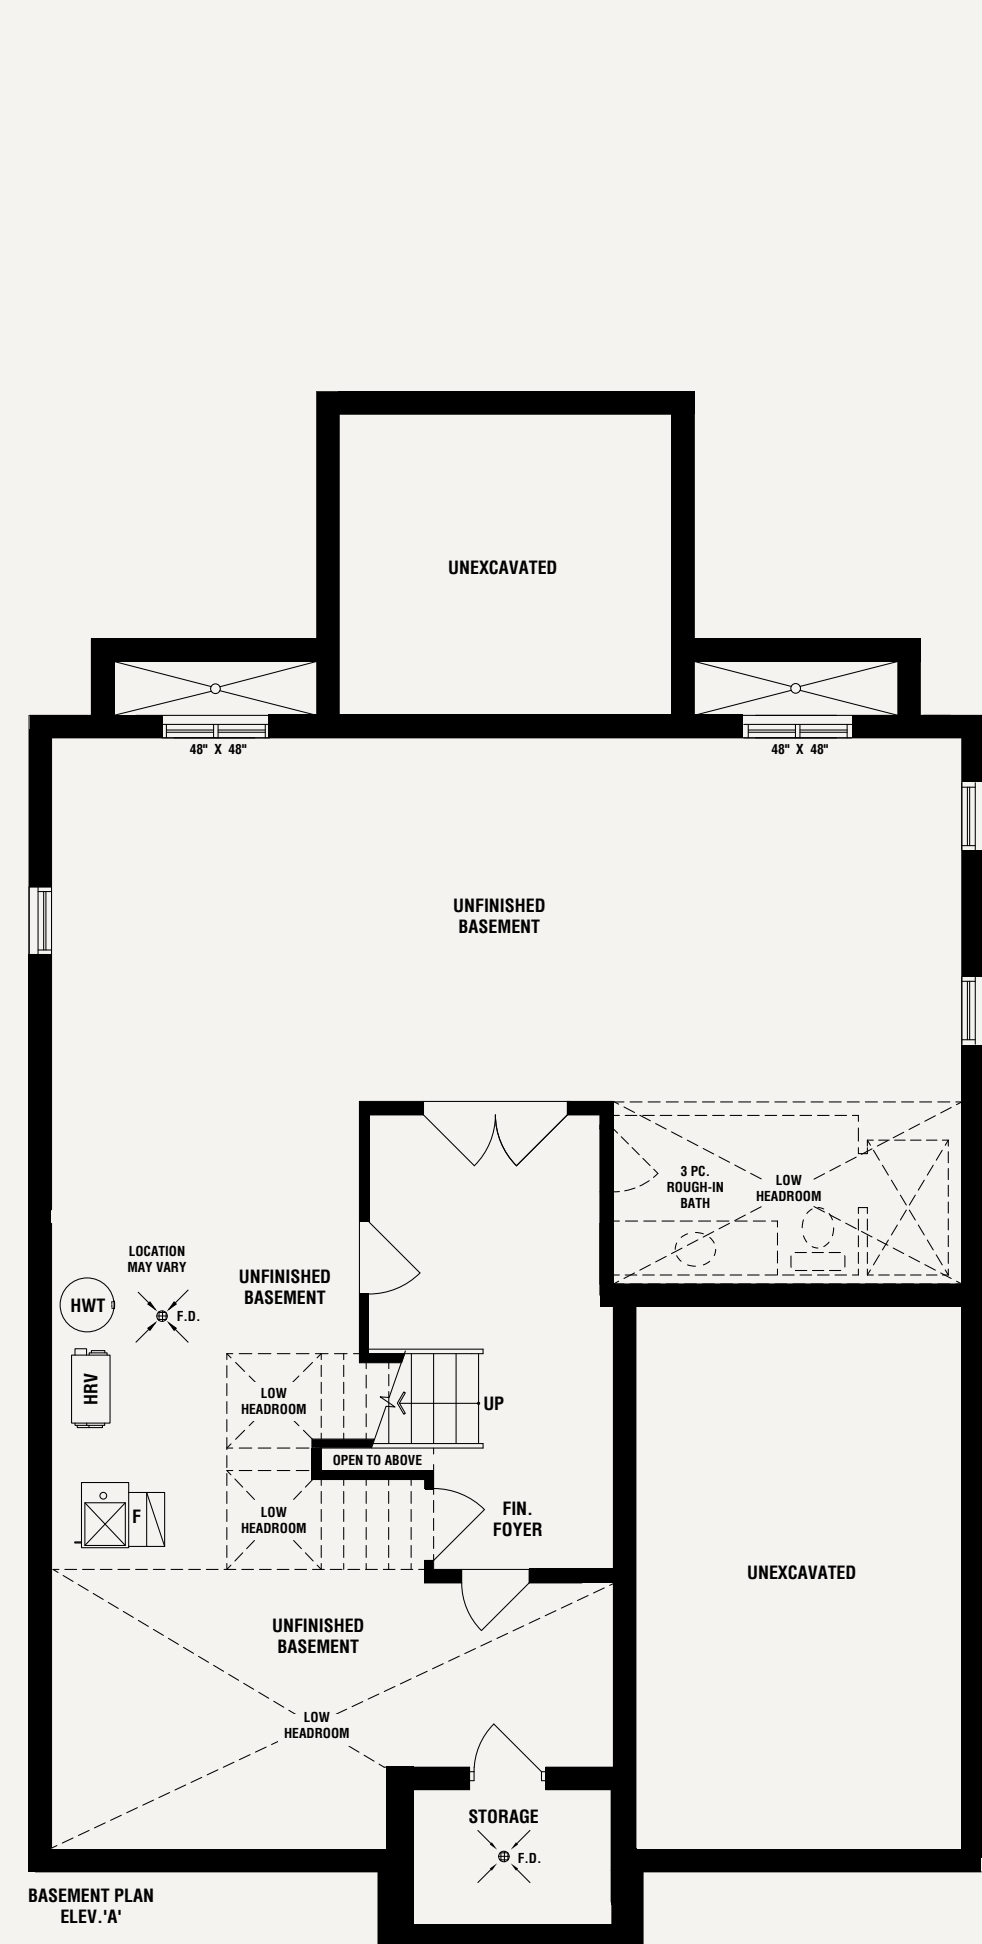 UNEXCAVATED
48" X 48"
48" X 48"
UNFINISHED
BASEMENT
3 PC.
ROUGH-IN
BATH
LOW
HEADROOM
LOCATION
MAY VARY
HWT
F.D.
UNFINISHED
BASEMENT
HRV
LOW
HEADROOM
UP
OPEN TO ABOVE
F
LOW
HEADROOM
FIN.
FOYER
UNEXCAVATED
UNFINISHED
BASEMENT
LOW
HEADROOM
STORAGE
F.D.
BASEMENT PLAN
ELEV.'A'